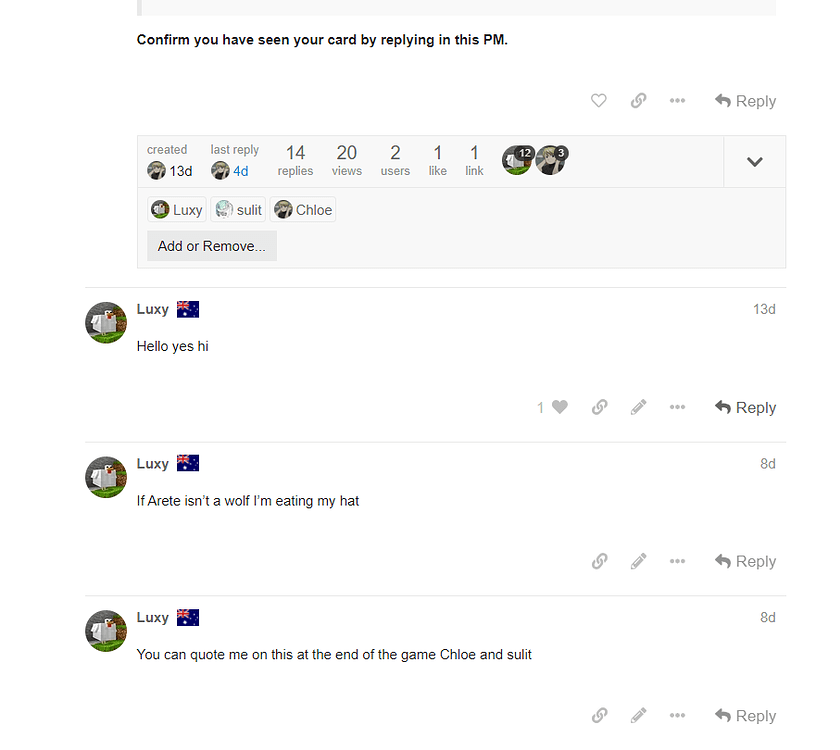 Confirm you have seen your card by replying in this PM.
Reply
created last reply 14 20 2 1 1 12 3
13d 4d replies views users like link
Luxy sulit Chloe
Add or Remove...
Luxy 13d
Hello yes hi
1 Reply
Luxy 8d
If Arete isn’t a wolf I’m eating my hat
Reply
Luxy 8d
You can quote me on this at the end of the game Chloe and sulit
Reply